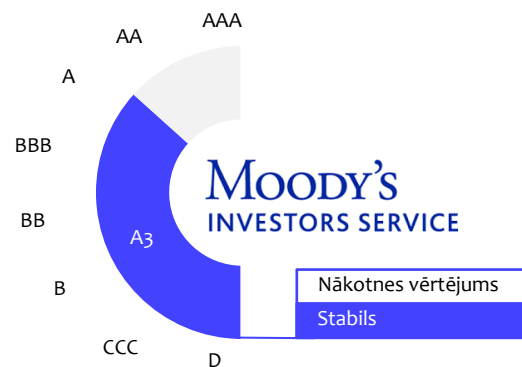 AAA
AA
A
BBB
BB
B
CCC
D
A3
MOODY'S
INVESTORS SERVICE
Nākotnes vērtējums
Stabils